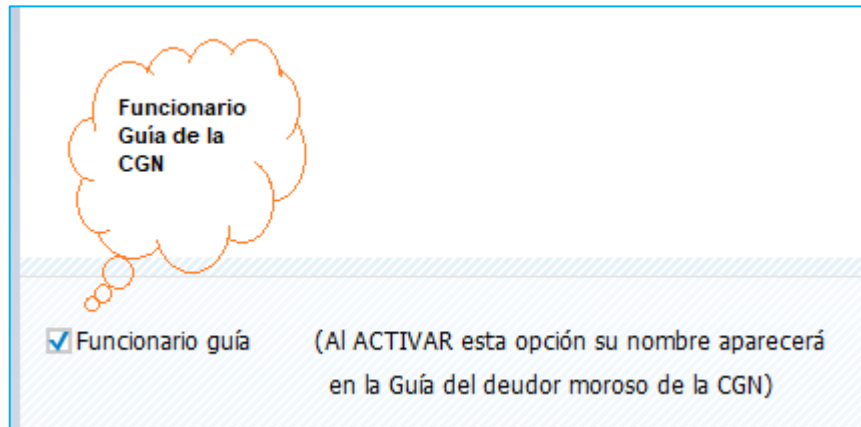 Funcionario
Guía de la
CGN
Funcionario guía (Al ACTIVAR esta opción su nombre aparecerá
en la Guía del deudor moroso de la CGN)